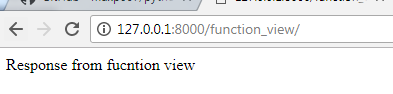 127.0.0.1:8000/function_view/
Response from fucntion view